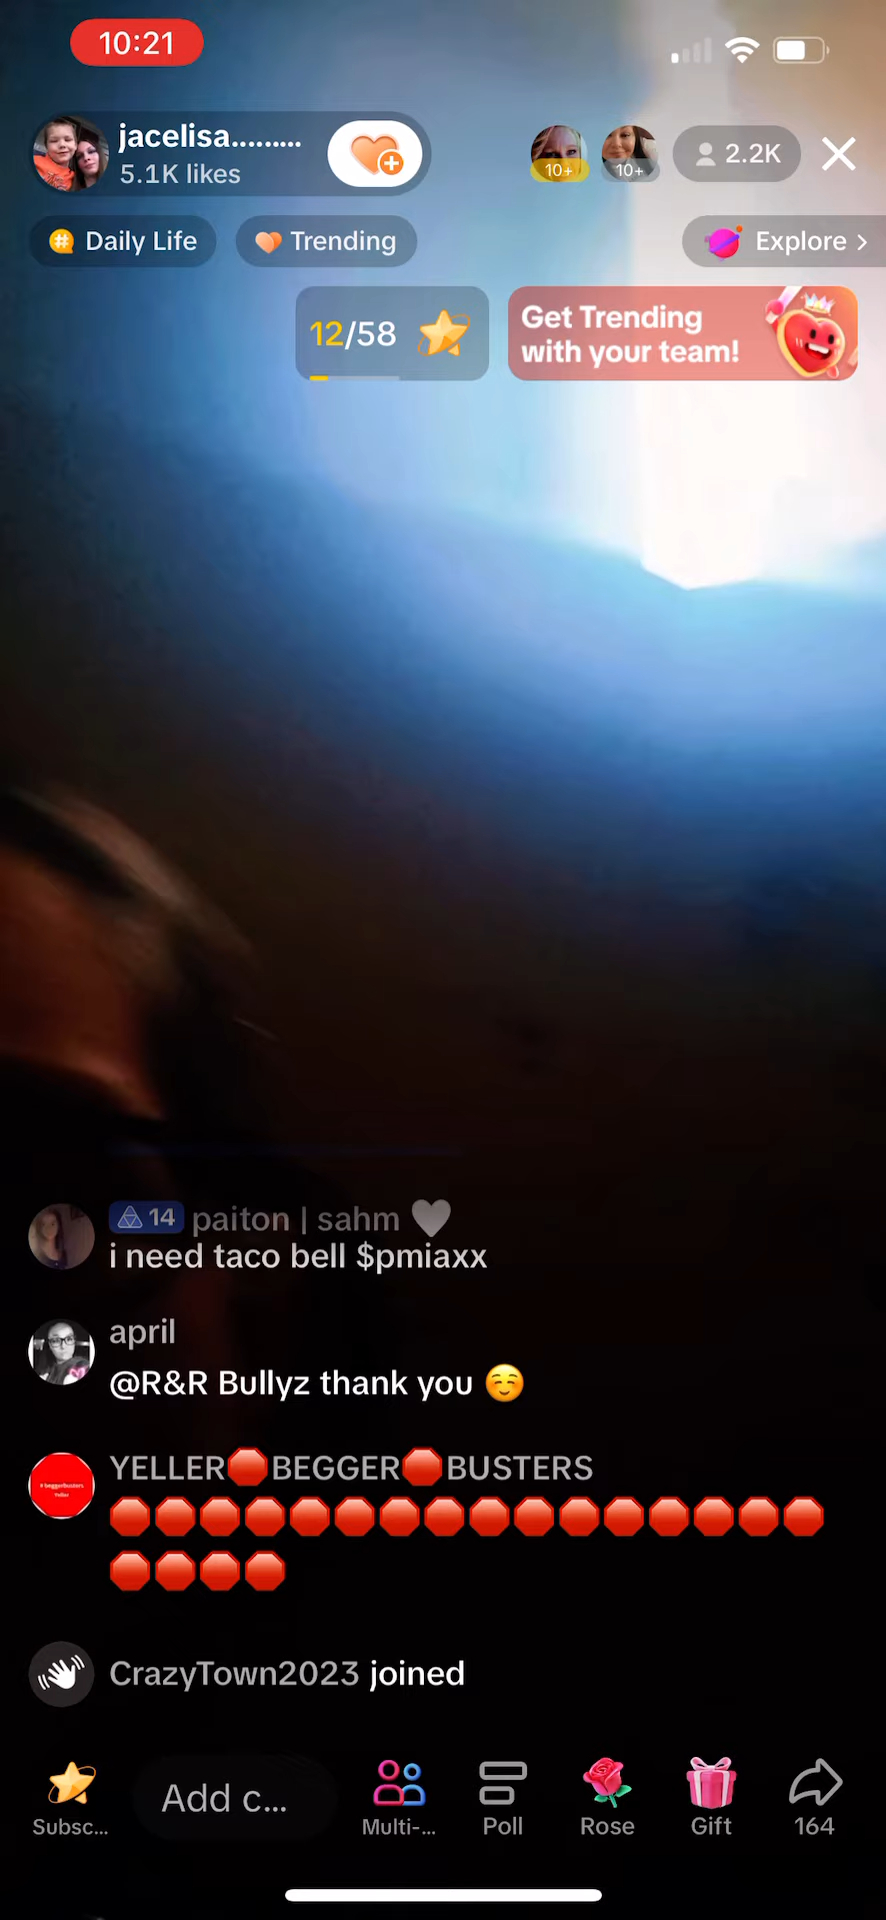 10:21
jacelisa.........
5.1K likes
10+
10+
2.2K
Daily Life
Trending
Explore >
12/58
Get Trending
with your team!
14 paiton | sahm 🤍
i need taco bell $pmiaxx
april
@R&R Bullyz thank you ☺️
YELLER🛑BEGGER🛑BUSTERS
🛑🛑🛑🛑🛑🛑🛑🛑🛑🛑🛑🛑🛑🛑🛑🛑
🛑🛑🛑🛑
CrazyTown2023 joined
Subsc...
Add c...
Multi-...
Poll
Rose
Gift
164